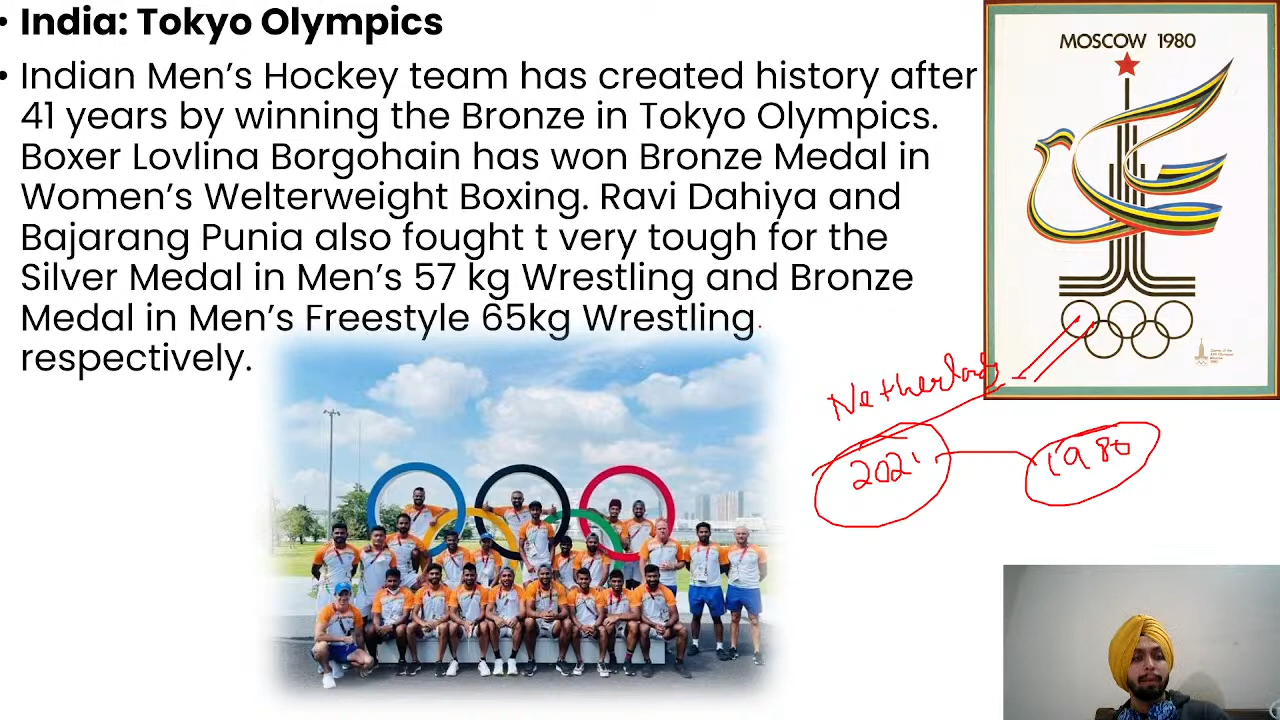 • India: Tokyo Olympics
• Indian Men's Hockey team has created history after
41 years by winning the Bronze in Tokyo Olympics.
Boxer Lovlina Borgohain has won Bronze Medal in
Women's Welterweight Boxing. Ravi Dahiya and
Bajarang Punia also fought t very tough for the
Silver Medal in Men's 57 kg Wrestling and Bronze
Medal in Men's Freestyle 65kg Wrestling
respectively.
MOSCOW 1980
Netherlands
2021
1980